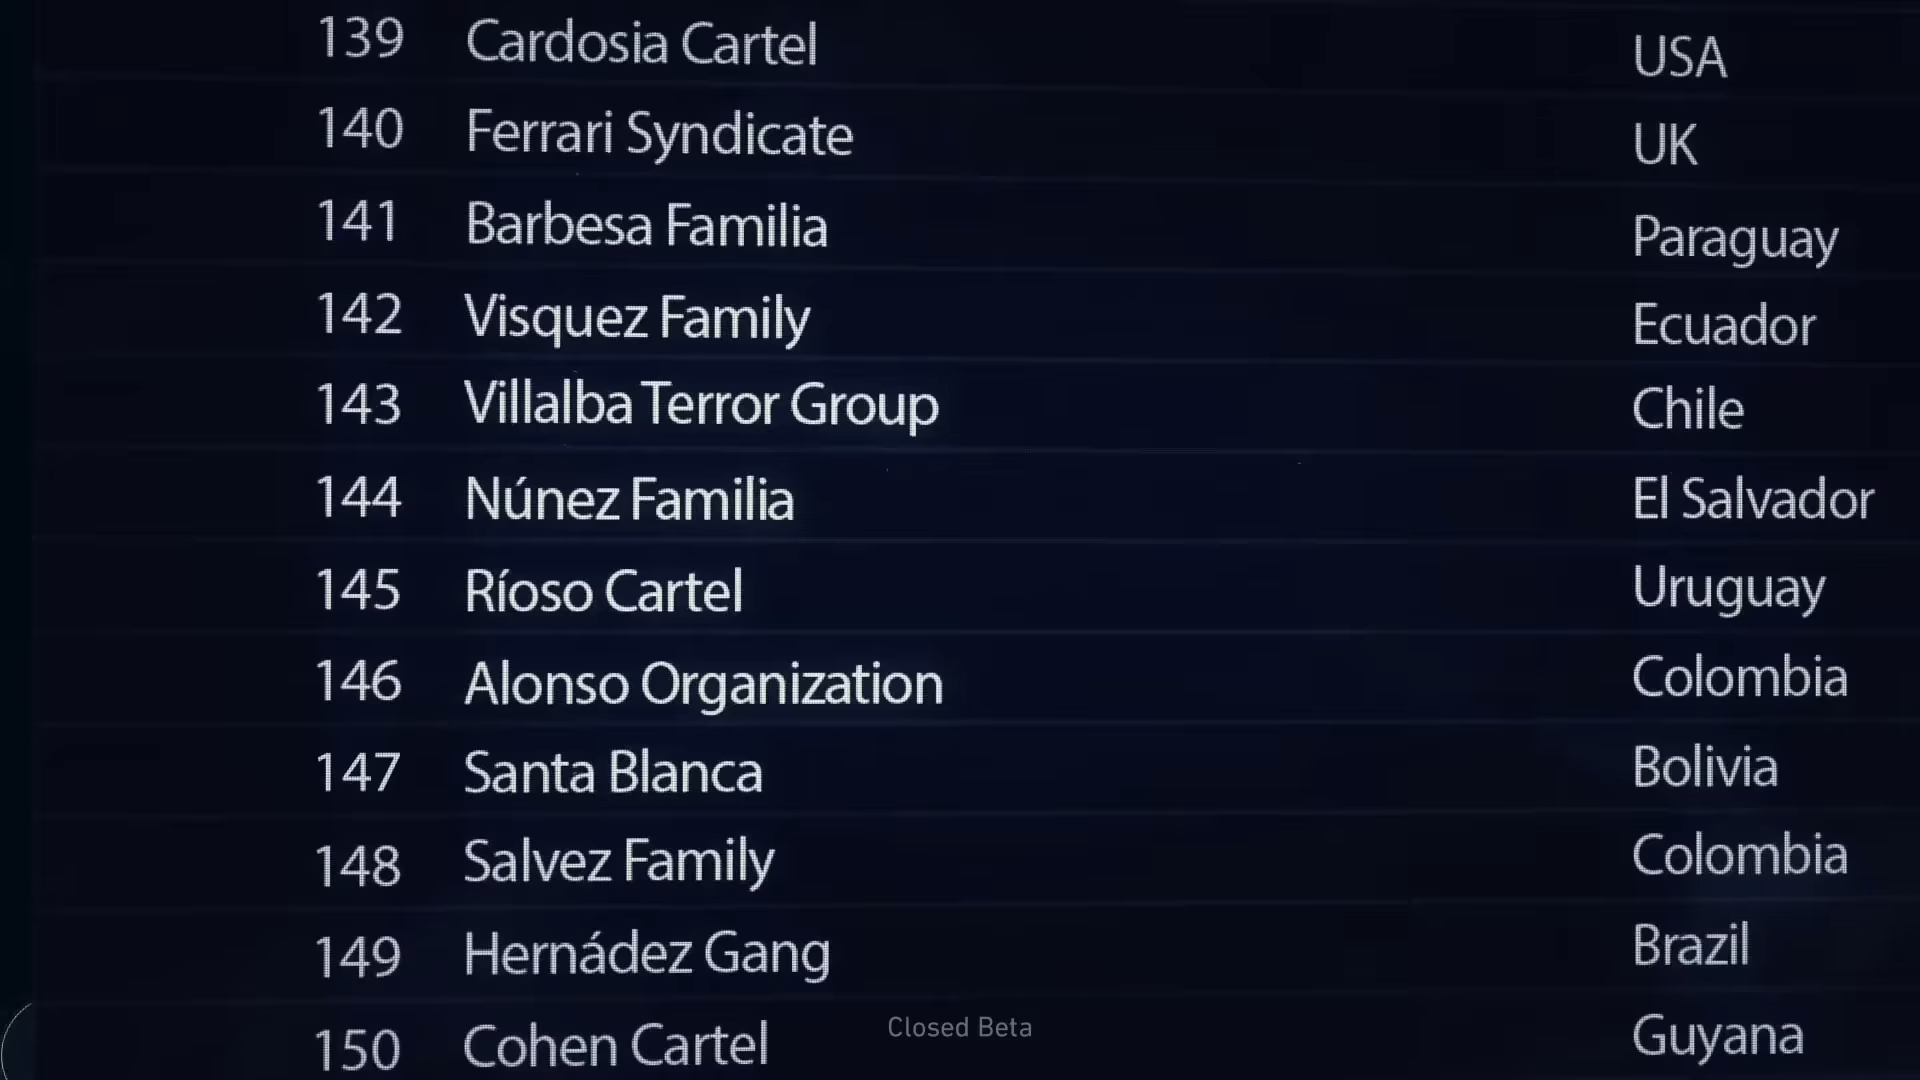 139 Cardosia Cartel USA
140 Ferrari Syndicate UK
141 Barbesa Familia Paraguay
142 Visquez Family Ecuador
143 Villalba Terror Group Chile
144 Núnez Familia El Salvador
145 Ríoso Cartel Uruguay
146 Alonso Organization Colombia
147 Santa Blanca Bolivia
148 Salvez Family Colombia
149 Hernádez Gang Brazil
150 Cohen Cartel Guyana
Closed Beta